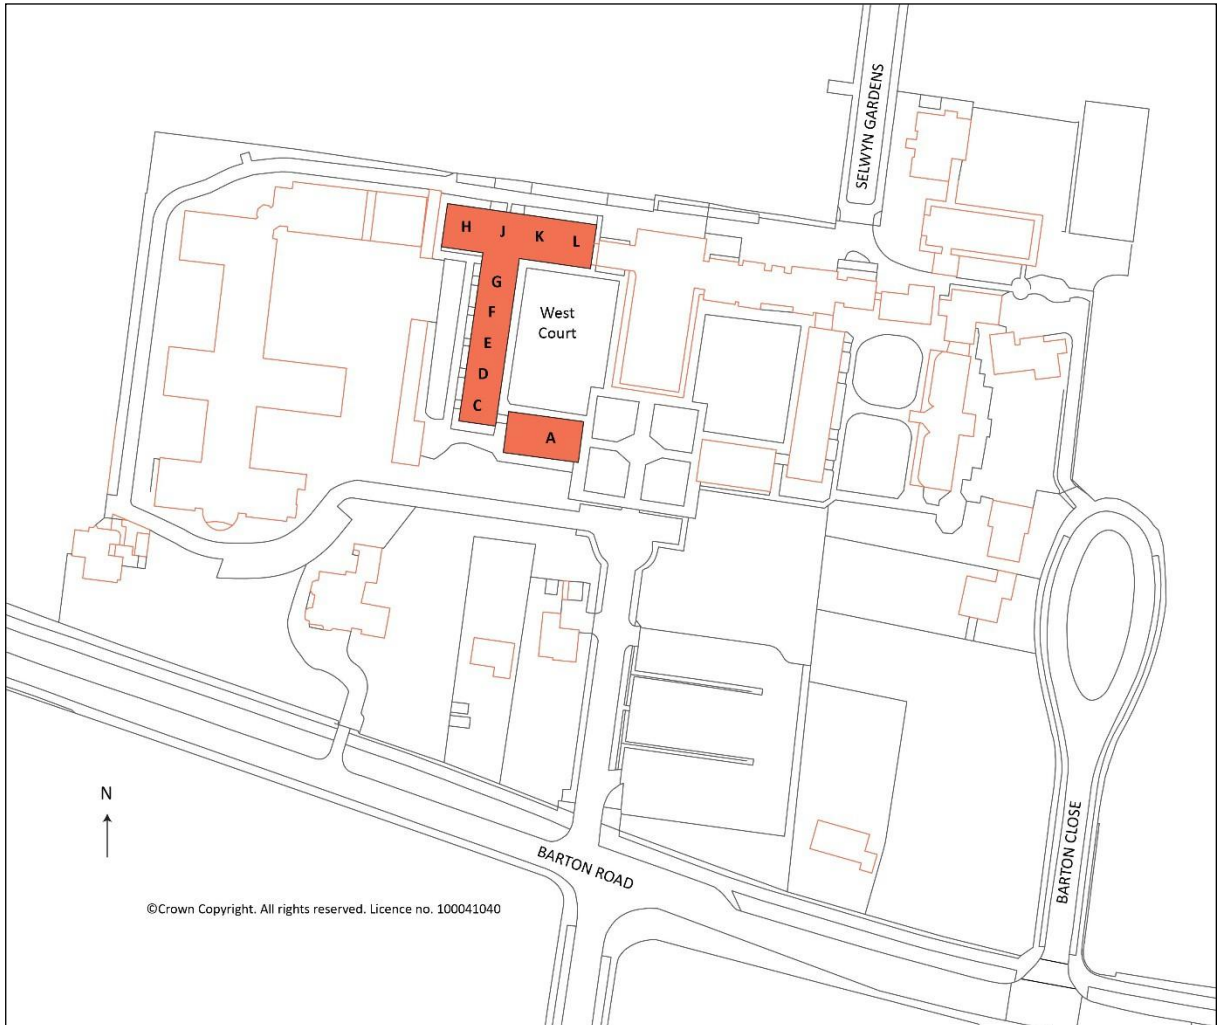 SELWYN GARDENS
H
J
K
L
G
F
West
Court
E
D
C
A
N
BARTON ROAD
BARTON CLOSE
©Crown Copyright. All rights reserved. Licence no. 100041040